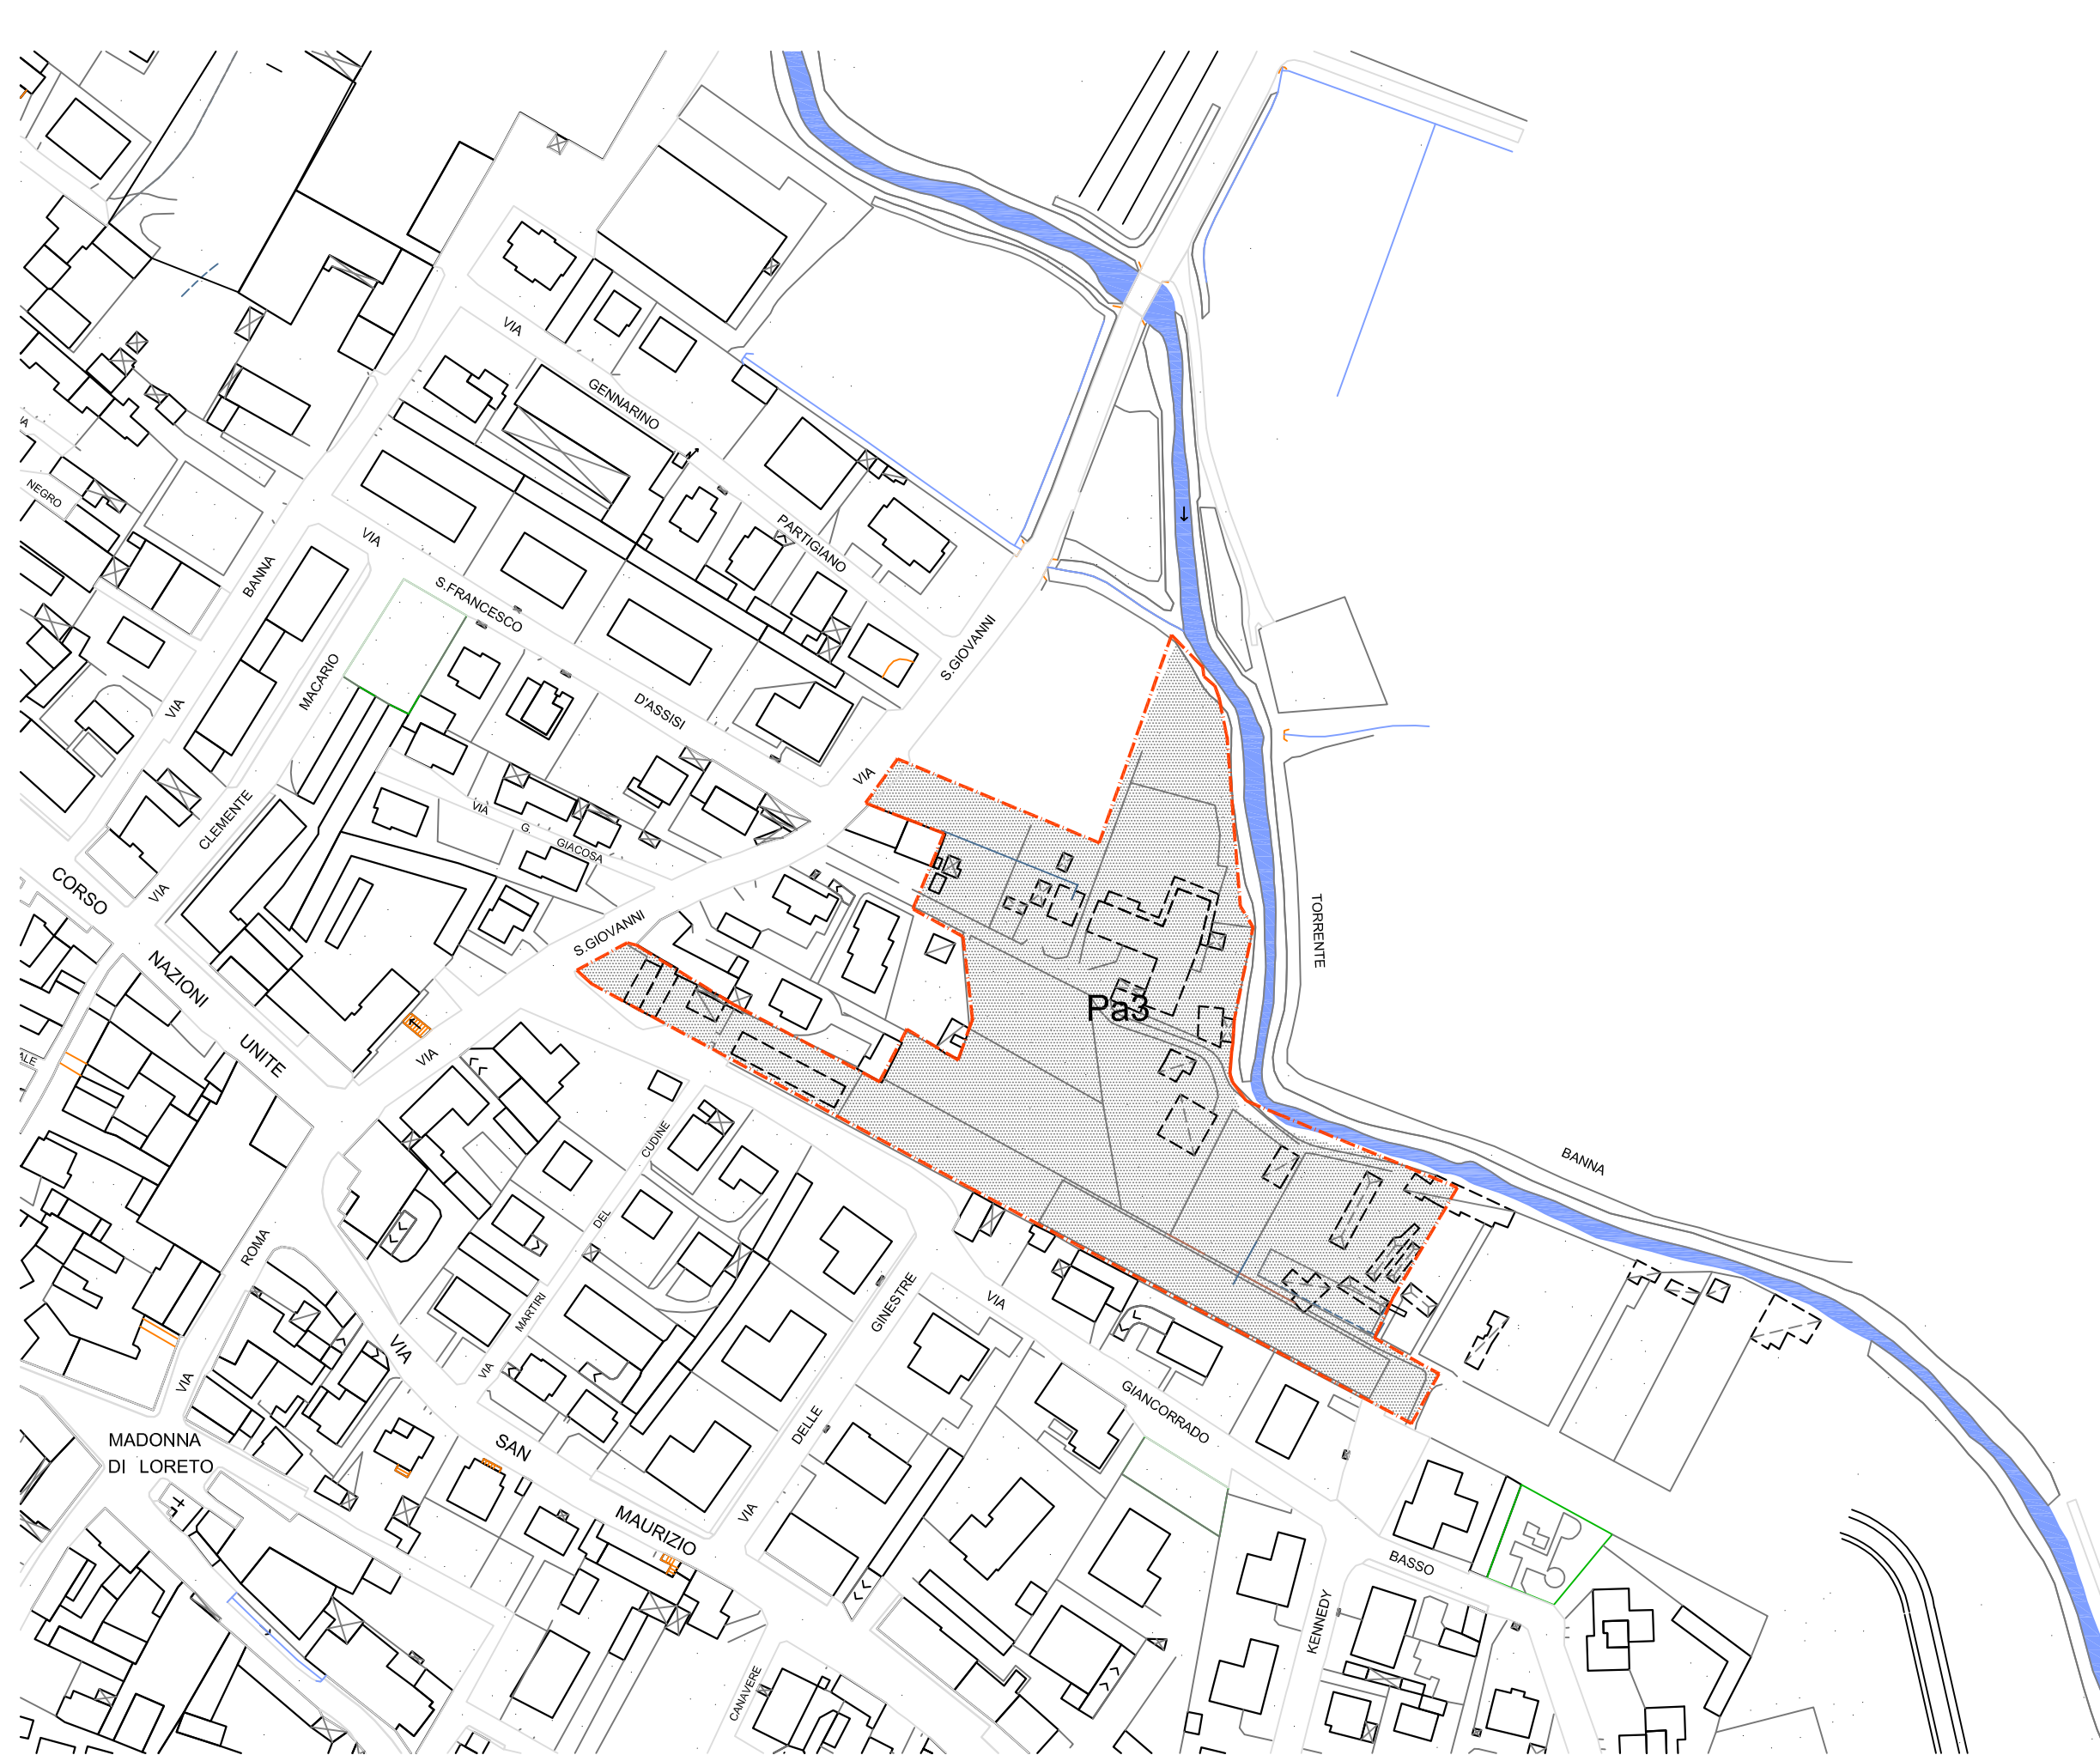 VIA
GENNARINO
PARTIGIANO
NEGRO
VIA
BANNA
VIA
S.FRANCESCO
D'ASSISI
S.GIOVANNI
VIA
MACARIO
CLEMENTE
VIA
VIA
G.
GIACOSA
CORSO
NAZIONI
UNITE
S.GIOVANNI
VIA
TORRENTE
BANNA
Pa3
CUDINE
DEL
MARTIRI
VIA
ROMA
VIA
VIA
SAN
MAURIZIO
GINESTRE
DELLE
VIA
VIA
GIANCORRADO
BASSO
KENNEDY
CANAVERE
MADONNA
DI LORETO